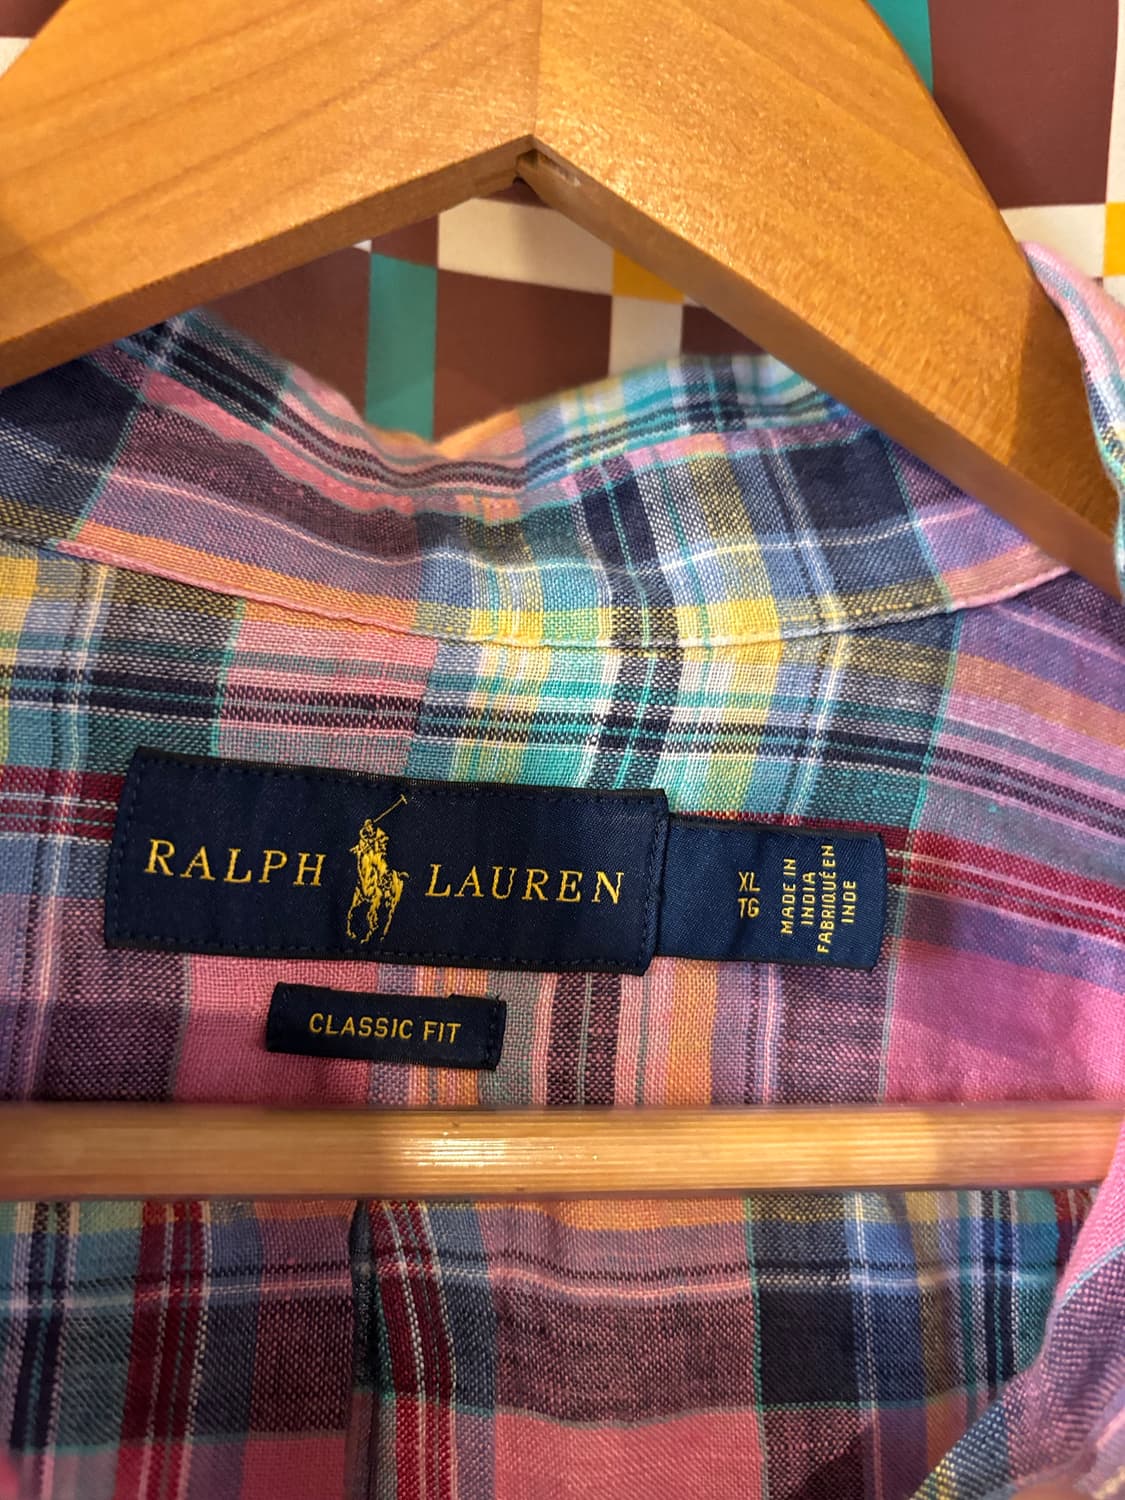 RALPH LAUREN
XL
TG
MADE IN
INDIA
FABRIQUÉ EN
INDE
CLASSIC FIT